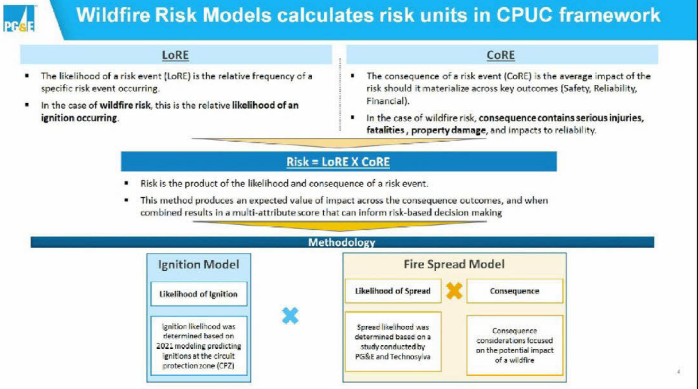 PG&E
Wildfire Risk Models calculates risk units in CPUC framework
LoRE
▪ The likelihood of a risk event (LoRE) is the relative frequency of a
specific risk event occurring.
▪ In the case of wildfire risk, this is the relative likelihood of an
ignition occurring.
CoRE
▪ The consequence of a risk event (CoRE) is the average impact of the
risk should it materialize across key outcomes (Safety, Reliability,
Financial).
▪ In the case of wildfire risk, consequence contains serious injuries,
fatalities , property damage, and impacts to reliability.
Risk = LoRE X CoRE
▪ Risk is the product of the likelihood and consequence of a risk event.
▪ This method produces an expected value of impact across the consequence outcomes, and when
combined results in a multi-attribute score that can inform risk-based decision making
Methodology
Ignition Model
Likelihood of Ignition
Ignition likelihood was
determined based on
2021 modeling predicting
ignitions at the circuit
protection zone (CPZ)
Fire Spread Model
Likelihood of Spread
Spread likelihood was
determined based on a
study conducted by
PG&E and Technosylva
Consequence
Consequence
considerations focused
on the potential impact
of a wildfire